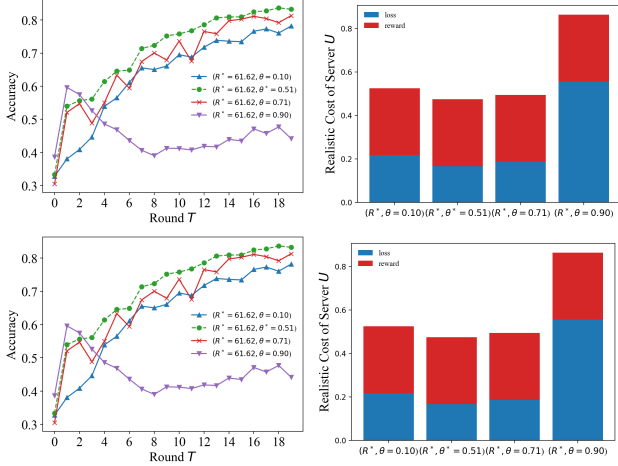 0.8
0.7
0.6
0.5
0.4
0.3
Accuracy
(R* = 61.62, θ = 0.10)
(R* = 61.62, θ* = 0.51)
(R* = 61.62, θ = 0.71)
(R* = 61.62, θ = 0.90)
0 2 4 6 8 10 12 14 16 18
Round T
loss
reward
0.8
0.6
0.4
0.2
0.0
Realistic Cost of Server U
(R*, θ = 0.10) (R*, θ* = 0.51) (R*, θ = 0.71) (R*, θ = 0.90)
0.8
0.7
0.6
0.5
0.4
0.3
Accuracy
(R* = 61.62, θ = 0.10)
(R* = 61.62, θ* = 0.51)
(R* = 61.62, θ = 0.71)
(R* = 61.62, θ = 0.90)
0 2 4 6 8 10 12 14 16 18
Round T
loss
reward
0.8
0.6
0.4
0.2
0.0
Realistic Cost of Server U
(R*, θ = 0.10) (R*, θ* = 0.51) (R*, θ = 0.71) (R*, θ = 0.90)